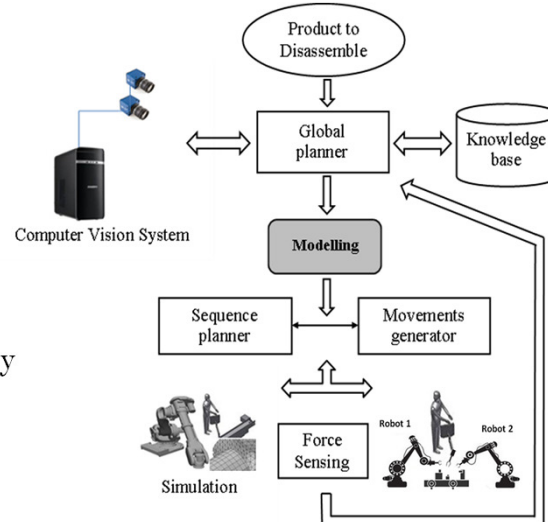 Product to
Disassemble
Global
planner
Knowledge
base
Computer Vision System
Modelling
Sequence
planner
Movements
generator
y
Robot 1
Robot 2
Force
Sensing
Simulation